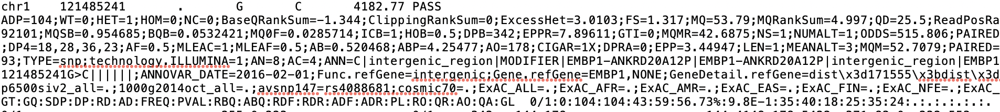 chr1    121485241       .       G       C       4182.77 PASS
ADP=104;WT=0;HET=1;HOM=0;NC=0;BaseQRankSum=-1.344;ClippingRankSum=0;ExcessHet=3.0103;FS=1.317;MQ=53.79;MQRankSum=4.997;QD=25.5;ReadPosRa
92101;MQSB=0.954685;BQB=0.0532421;MQ0F=0.0285714;ICB=1;HOB=0.5;DPB=342;EPPR=7.89611;GTI=0;MQMR=42.6875;NS=1;NUMALT=1;ODDS=515.806;PAIRED
;DP4=18,28,36,23;AF=0.5;MLEAC=1;MLEAF=0.5;AB=0.520468;ABP=4.25477;AO=178;CIGAR=1X;DPRA=0;EPP=3.44947;LEN=1;MEANALT=3;MQM=52.7079;PAIRED=
93;TYPE=snp;technology.ILLUMINA=1;AN=8;AC=4;ANN=C|intergenic_region|MODIFIER|EMBP1-ANKRD20A12P|EMBP1-ANKRD20A12P|intergenic_region|EMBP1
121485241G>C||||||;ANNOVAR_DATE=2016-02-01;Func.refGene=intergenic;Gene.refGene=EMBP1,NONE;GeneDetail.refGene=dist\x3d171555\x3bdist\x3d
p6500siv2_all=.;1000g2014oct_all=.;avsnp147=rs4088681;cosmic70=.;ExAC_ALL=.;ExAC_AFR=.;ExAC_AMR=.;ExAC_EAS=.;ExAC_FIN=.;ExAC_NFE=.;ExAC_
GT:GQ:SDP:DP:RD:AD:FREQ:PVAL:RBQ:ABQ:RDF:RDR:ADF:ADR:PL:RO:QR:AO:QA:GL  0/1:0:104:104:43:59:56.73%:9.8E-1:35:40:18:25:35:24:.:.:.:.:.:.